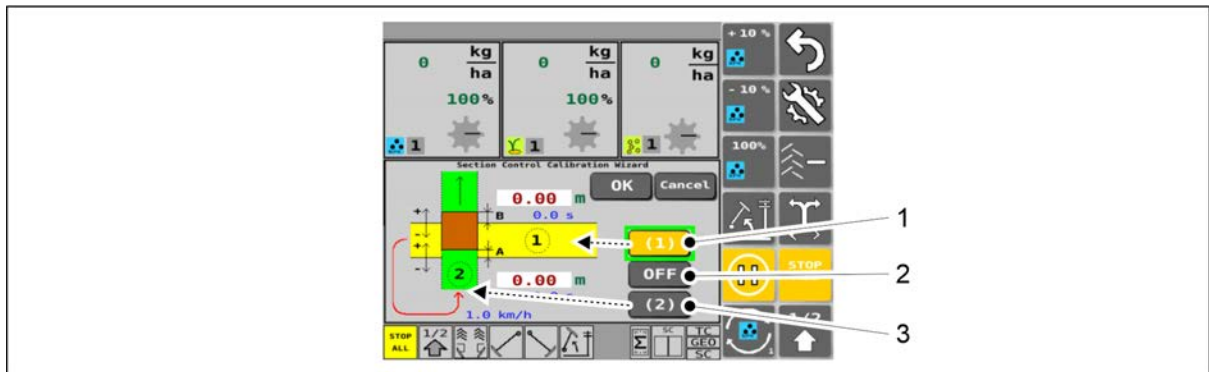 + 10 %
kg
ha
0
100%
1
kg
ha
0
100%
1
kg
ha
0
1
- 10 %
100%
Section Control Calibration Wizard
OK
Cancel
0.00 m
B 0.0 s
+
-
+
-
A
1
(1)
1
2
OFF
2
0.00 m
(2)
3
1.0 km/h
STOP
1/2
1
STOP
ALL
1/2
Σ
SC
TC
GEO
SC